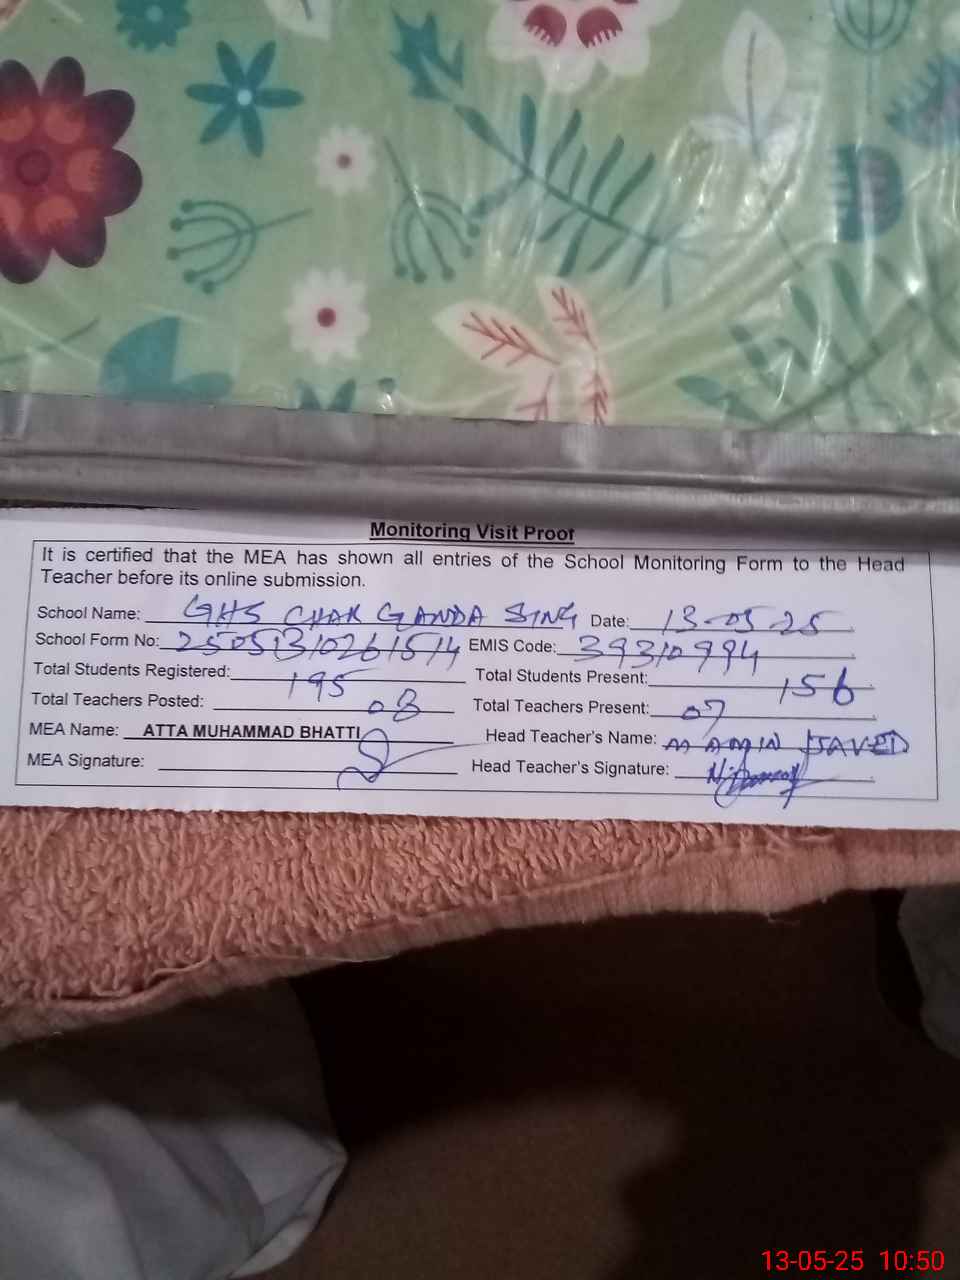 Monitoring Visit Proof
It is certified that the MEA has shown all entries of the School Monitoring Form to the Head
Teacher before its online submission.
School Name: GHS CHAK GANDA SING Date: 13-05-25
School Form No: 25051310261514 EMIS Code: 39310994
Total Students Registered: 195 Total Students Present: 156
Total Teachers Posted: 08 Total Teachers Present: 07
MEA Name: ATTA MUHAMMAD BHATTI Head Teacher's Name: M AMIN JAVED
MEA Signature: Head Teacher's Signature:
13-05-25 10:50